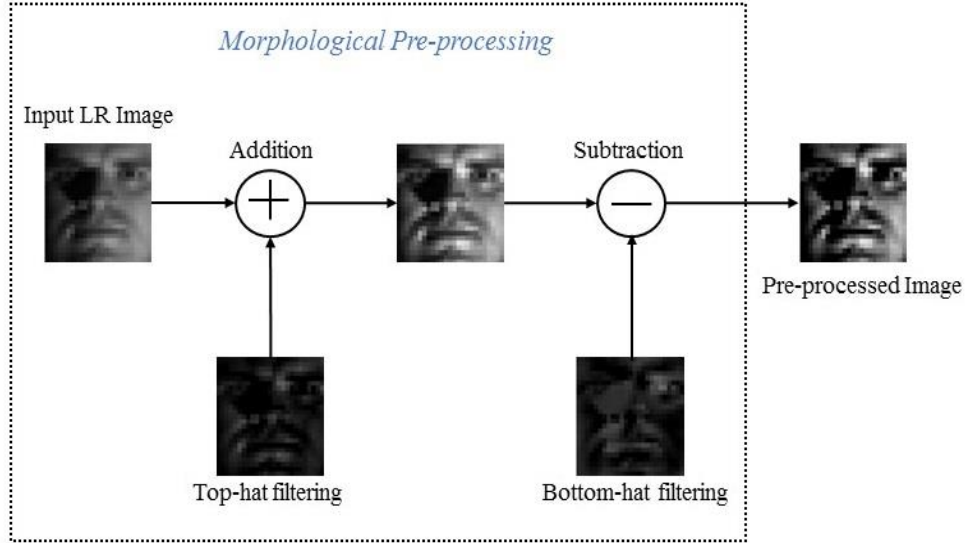 Morphological Pre-processing
Input LR Image
Addition
Subtraction
Pre-processed Image
Top-hat filtering
Bottom-hat filtering